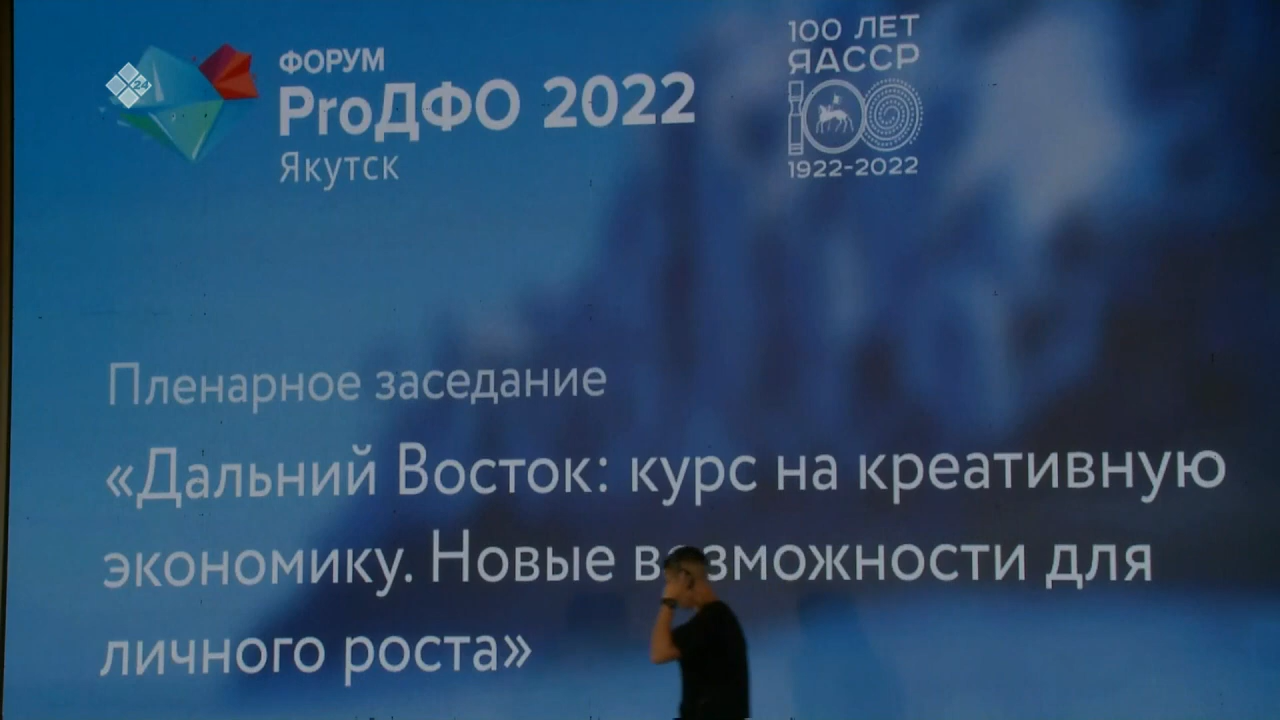 ФОРУМ
ProДФО 2022
Якутск
100 ЛЕТ
ЯАССР
1922-2022
24
Пленарное заседание
«Дальний Восток: курс на креативную
экономику. Новые возможности для
личного роста»